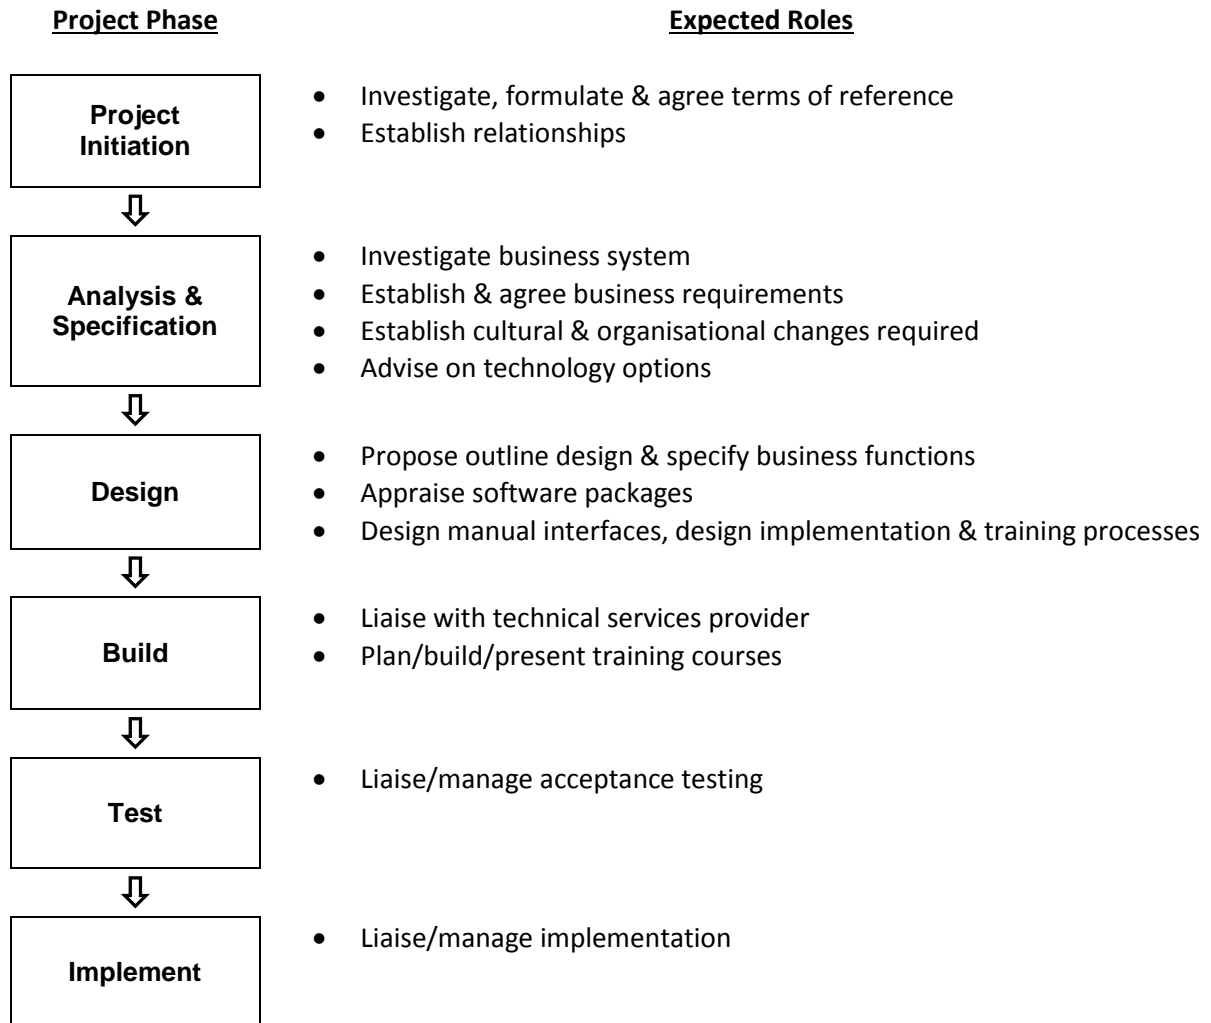 Project Phase
Expected Roles
Project
Initiation
• Investigate, formulate & agree terms of reference
• Establish relationships
Analysis &
Specification
• Investigate business system
• Establish & agree business requirements
• Establish cultural & organisational changes required
• Advise on technology options
Design
• Propose outline design & specify business functions
• Appraise software packages
• Design manual interfaces, design implementation & training processes
Build
• Liaise with technical services provider
• Plan/build/present training courses
Test
• Liaise/manage acceptance testing
Implement
• Liaise/manage implementation